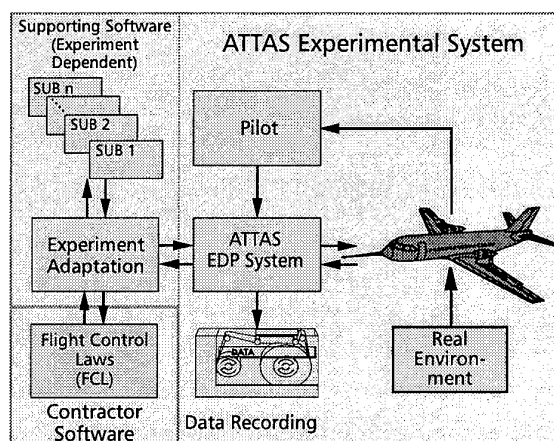 Supporting Software
(Experiment
Dependent)
ATTAS Experimental System
SUB n
SUB 2
SUB 1
Pilot
Experiment
Adaptation
ATTAS
EDP System
Flight Control
Laws
(FCL)
DATA
Real
Environ-
ment
Contractor
Software
Data Recording